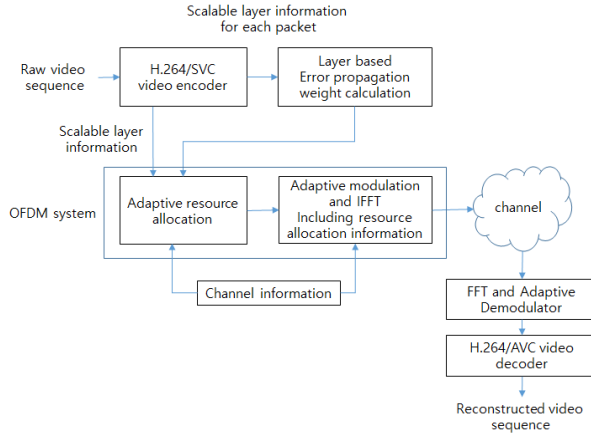 Scalable layer information
for each packet
Raw video
sequence
H.264/SVC
video encoder
Layer based
Error propagation
weight calculation
Scalable layer
information
OFDM system
Adaptive resource
allocation
Adaptive modulation
and IFFT
Including resource
allocation information
channel
Channel information
FFT and Adaptive
Demodulator
H.264/AVC video
decoder
Reconstructed video
sequence